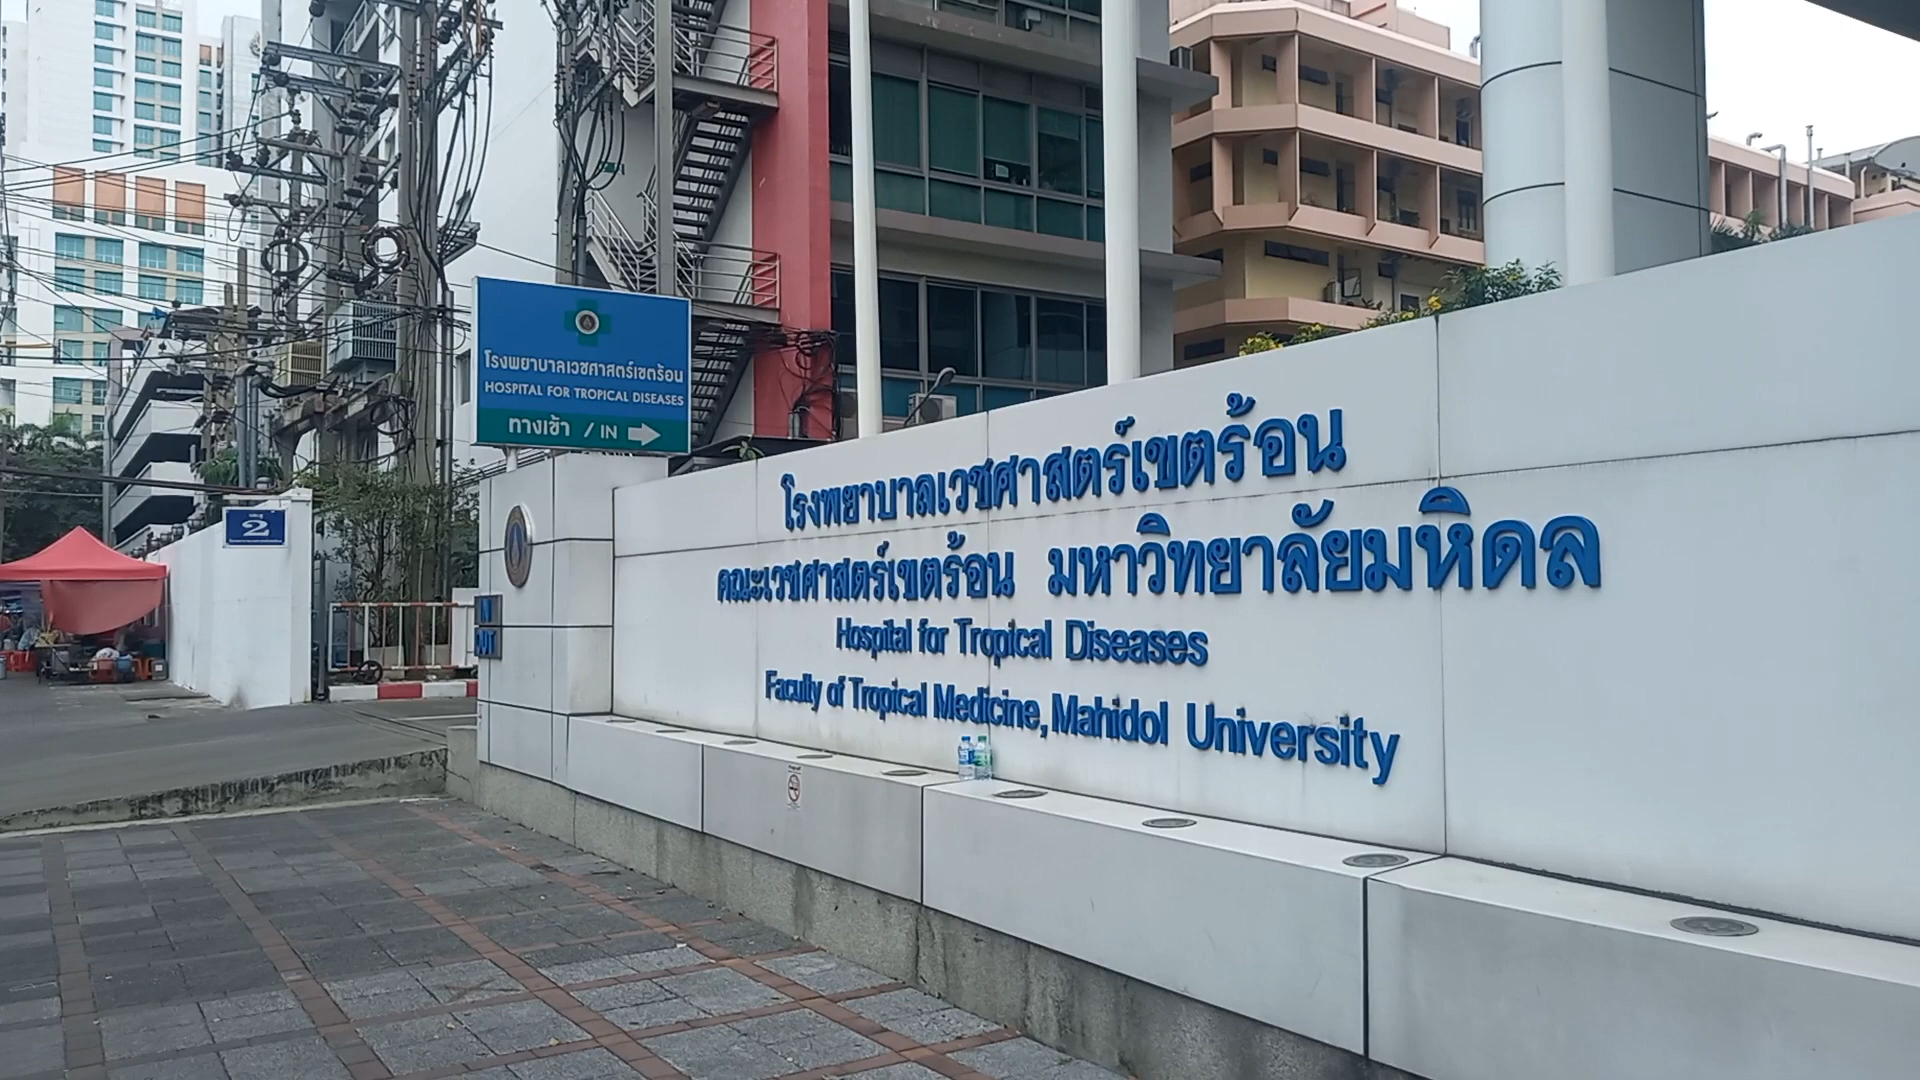 โรงพยาบาลเวชศาสตร์เขตร้อน
HOSPITAL FOR TROPICAL DISEASES
ทางเข้า / IN
2
โรงพยาบาลเวชศาสตร์เขตร้อน
คณะเวชศาสตร์เขตร้อน มหาวิทยาลัยมหิดล
Hospital for Tropical Diseases
Faculty of Tropical Medicine, Mahidol University